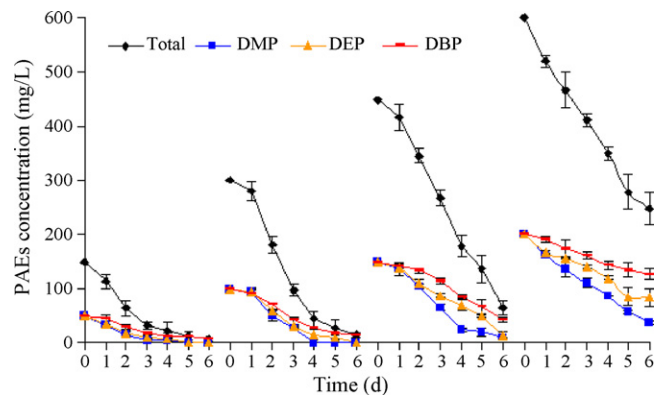 PAEs concentration (mg/L)
600
500
400
300
200
100
0
Total DMP DEP DBP
0 1 2 3 4 5 6 0 1 2 3 4 5 6 0 1 2 3 4 5 6 0 1 2 3 4 5 6
Time (d)